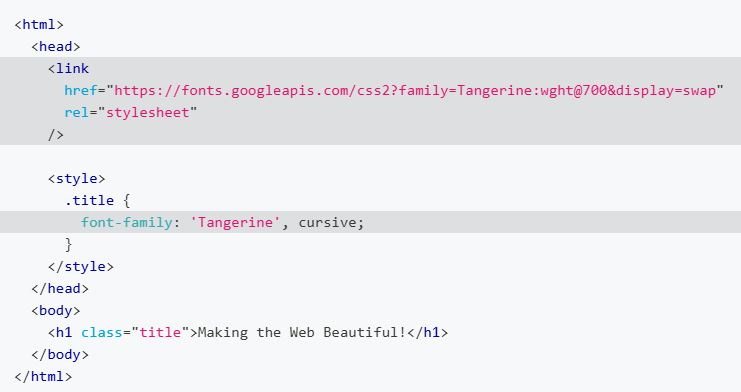 <html>
  <head>
    <link
      href="https://fonts.googleapis.com/css2?family=Tangerine:wght@700&display=swap"
      rel="stylesheet"
    />

    <style>
      .title {
        font-family: 'Tangerine', cursive;
      }
    </style>
  </head>
  <body>
    <h1 class="title">Making the Web Beautiful!</h1>
  </body>
</html>